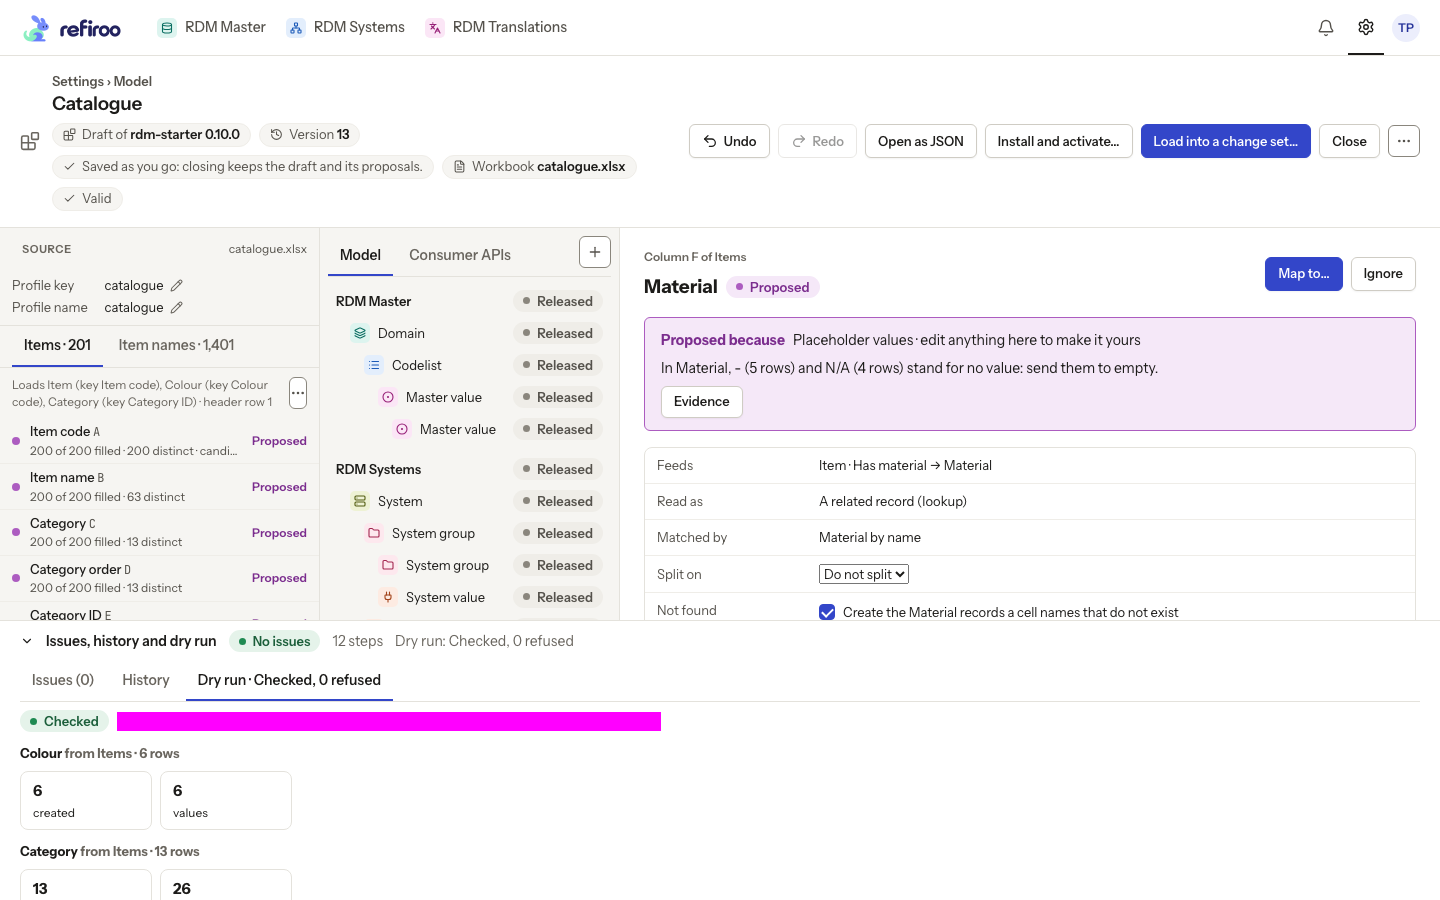 refiroo
RDM Master
RDM Systems
RDM Translations
TP
Settings › Model
Catalogue
Draft of rdm-starter 0.10.0
Version 13
Saved as you go: closing keeps the draft and its proposals.
Workbook catalogue.xlsx
Valid
Undo
Redo
Open as JSON
Install and activate...
Load into a change set...
Close
SOURCE
catalogue.xlsx
Profile key catalogue
Profile name catalogue
Items · 201
Item names · 1,401
Loads Item (key Item code), Colour (key Colour
code), Category (key Category ID) · header row 1
Item code A
200 of 200 filled · 200 distinct · candi...
Proposed
Item name B
200 of 200 filled · 63 distinct
Proposed
Category C
200 of 200 filled · 13 distinct
Proposed
Category order D
200 of 200 filled · 13 distinct
Proposed
Category ID E
Model
Consumer APIs
RDM Master Released
Domain Released
Codelist Released
Master value Released
Master value Released
RDM Systems Released
System Released
System group Released
System group Released
System value Released
Column F of Items
Material
Proposed
Map to...
Ignore
Proposed because Placeholder values · edit anything here to make it yours
In Material, - (5 rows) and N/A (4 rows) stand for no value: send them to empty.
Evidence
Feeds Item · Has material → Material
Read as A related record (lookup)
Matched by Material by name
Split on Do not split
Not found Create the Material records a cell names that do not exist
Issues, history and dry run
No issues
12 steps
Dry run: Checked, 0 refused
Issues (0)
History
Dry run · Checked, 0 refused
Checked
Colour from Items · 6 rows
6
created
6
values
Category from Items · 13 rows
13
26